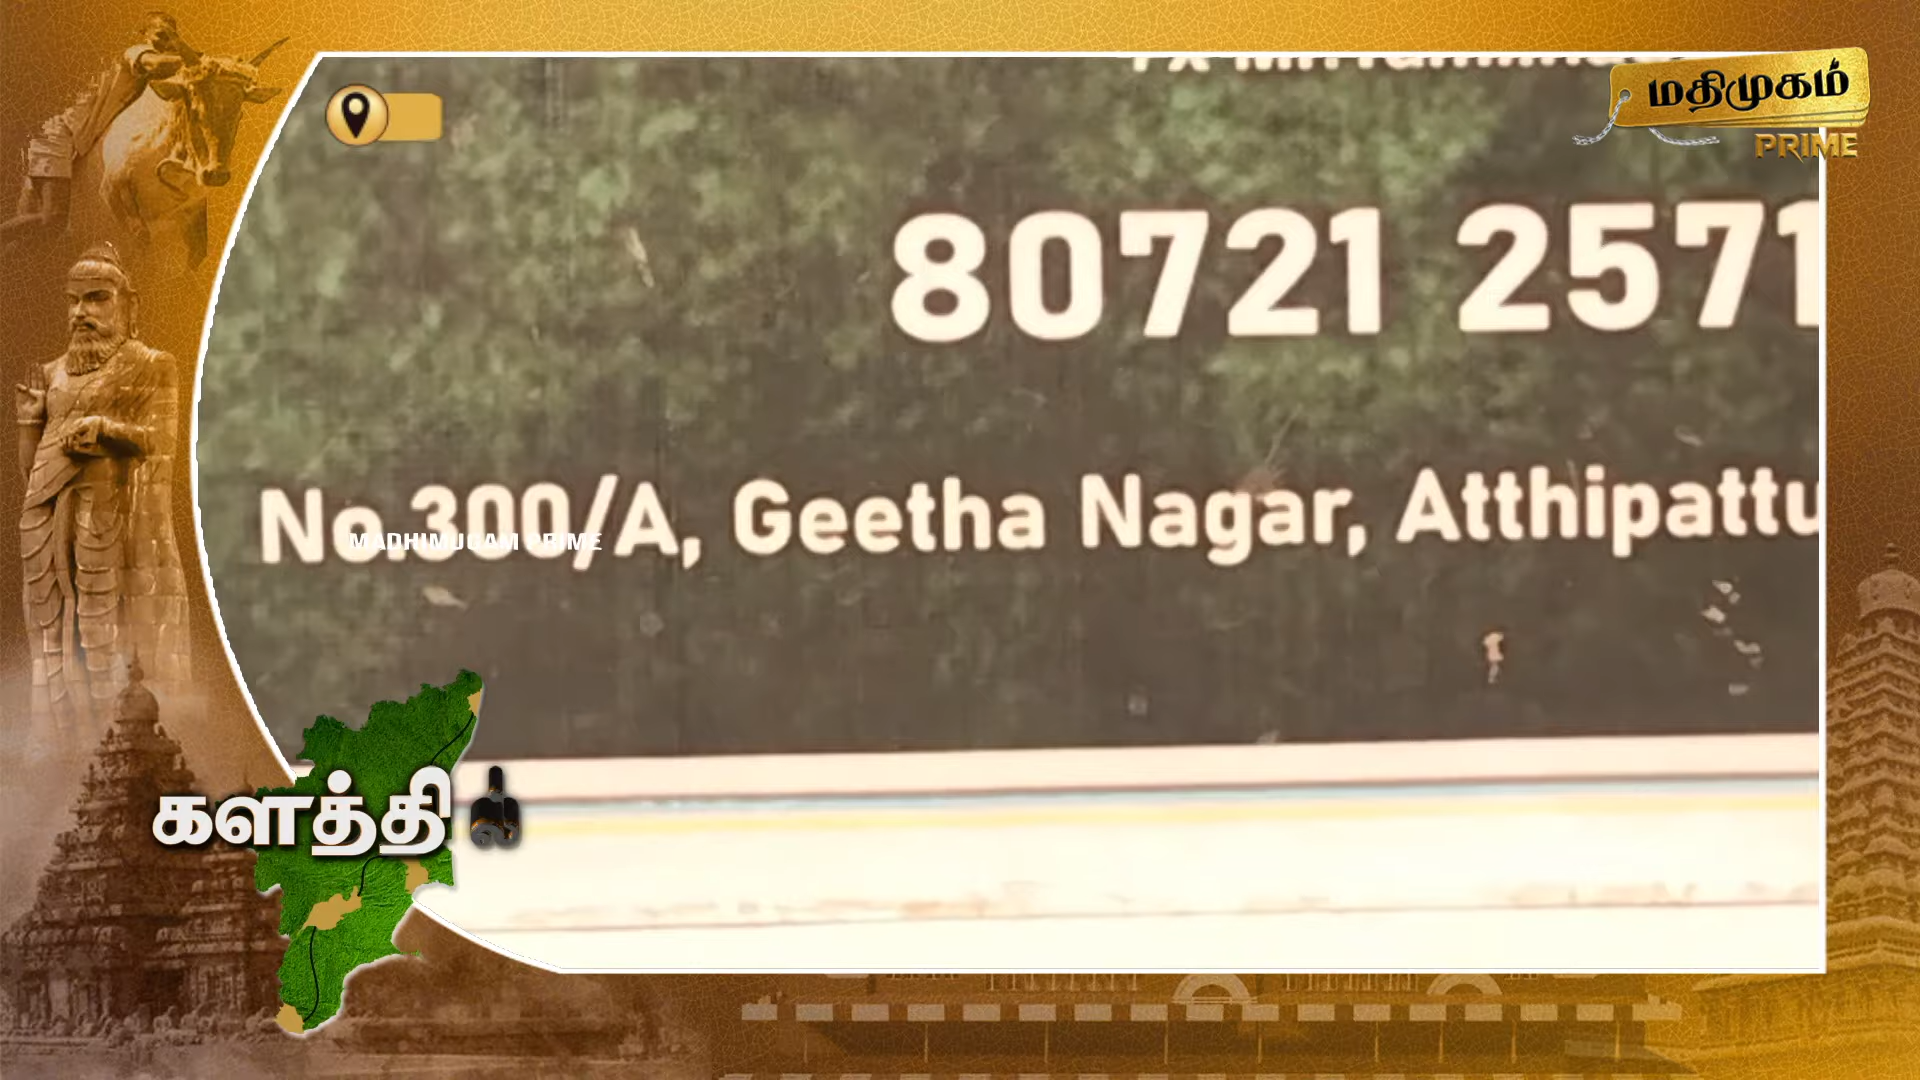 மதிமுகம்
PRIME
80721 2571
No.300/A, Geetha Nagar, Atthipattu
MADHIMUGAM PRIME
களத்தில்